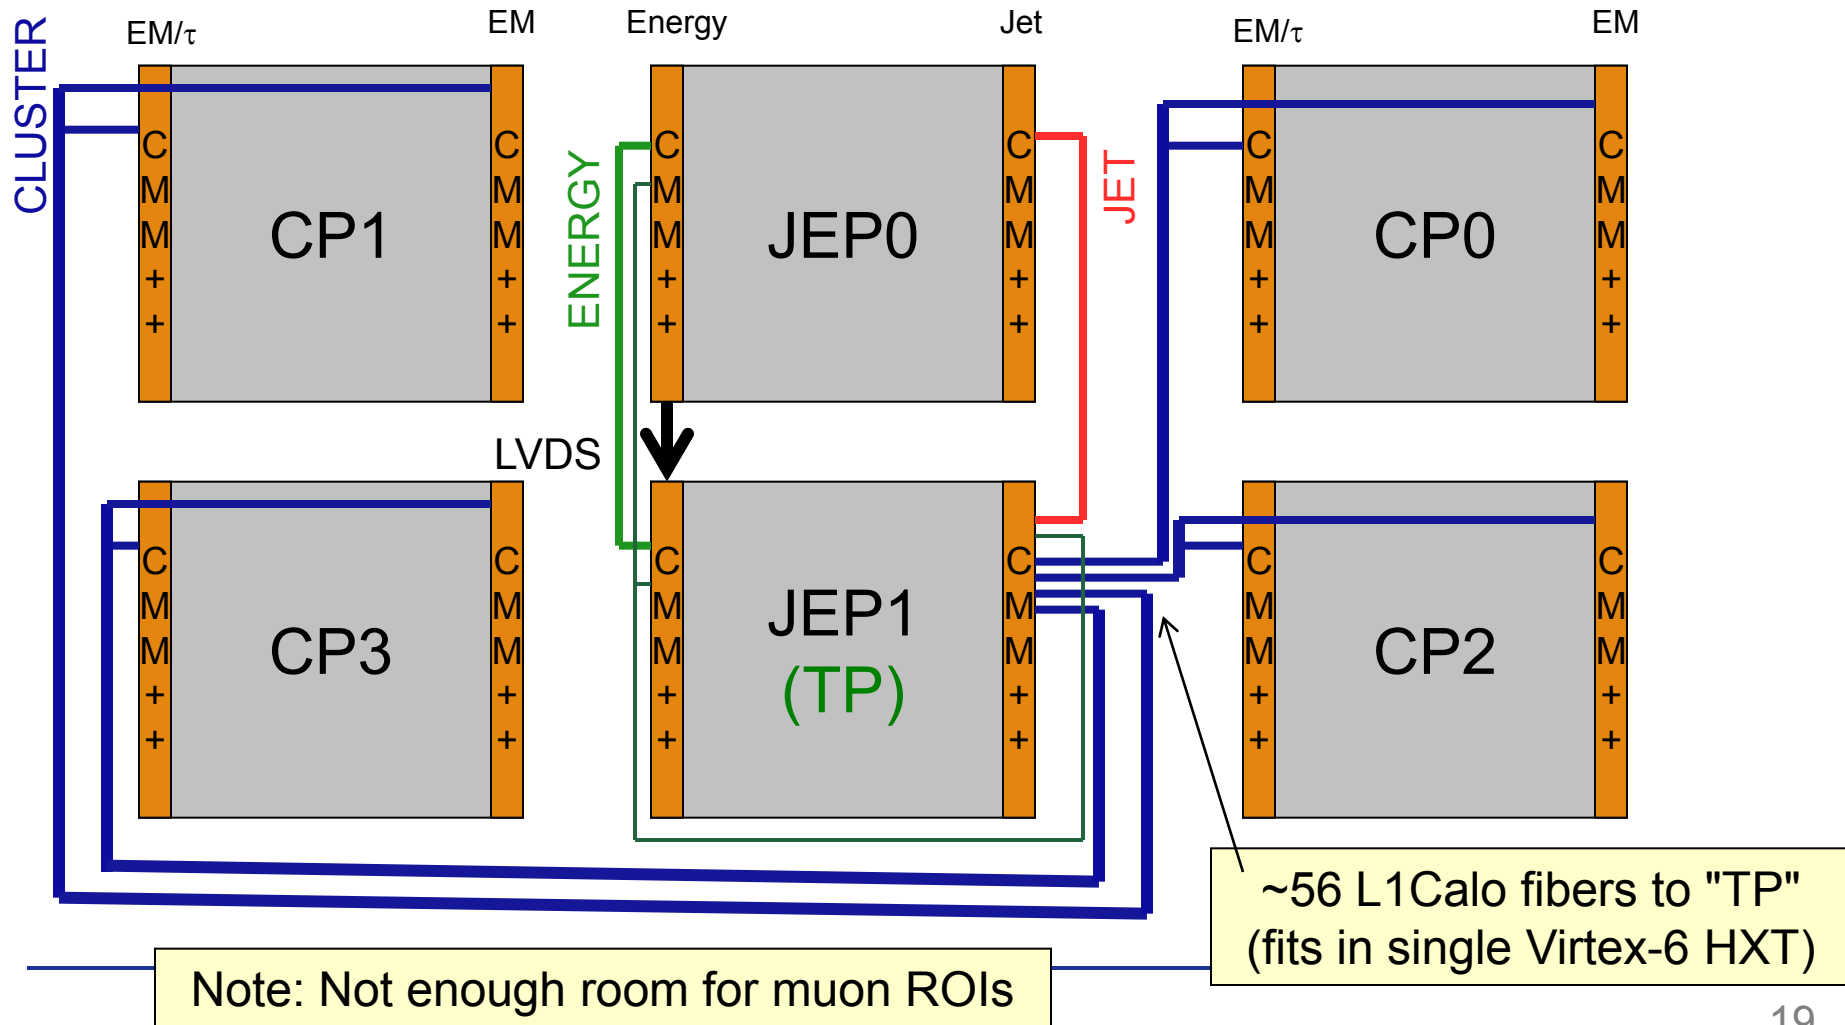 EM/τ
EM
Energy
Jet
EM/τ
EM
CLUSTER
CMM++
CP1
CMM++
ENERGY
CMM++
JEP0
CMM++
JET
CMM++
CP0
CMM++
LVDS
CMM++
CP3
CMM++
CMM++
JEP1
(TP)
CMM++
CMM++
CP2
CMM++
~56 L1Calo fibers to "TP"
(fits in single Virtex-6 HXT)
Note: Not enough room for muon ROIs
19